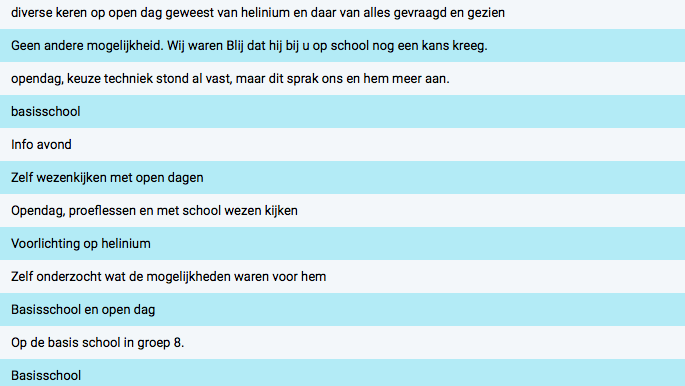 diverse keren op open dag geweest van helinium en daar van alles gevraagd en gezien
Geen andere mogelijkheid. Wij waren Blij dat hij bij u op school nog een kans kreeg.
opendag, keuze techniek stond al vast, maar dit sprak ons en hem meer aan.
basisschool
Info avond
Zelf wezenkijken met open dagen
Opendag, proeflessen en met school wezen kijken
Voorlichting op helinium
Zelf onderzocht wat de mogelijkheden waren voor hem
Basisschool en open dag
Op de basis school in groep 8.
Basisschool